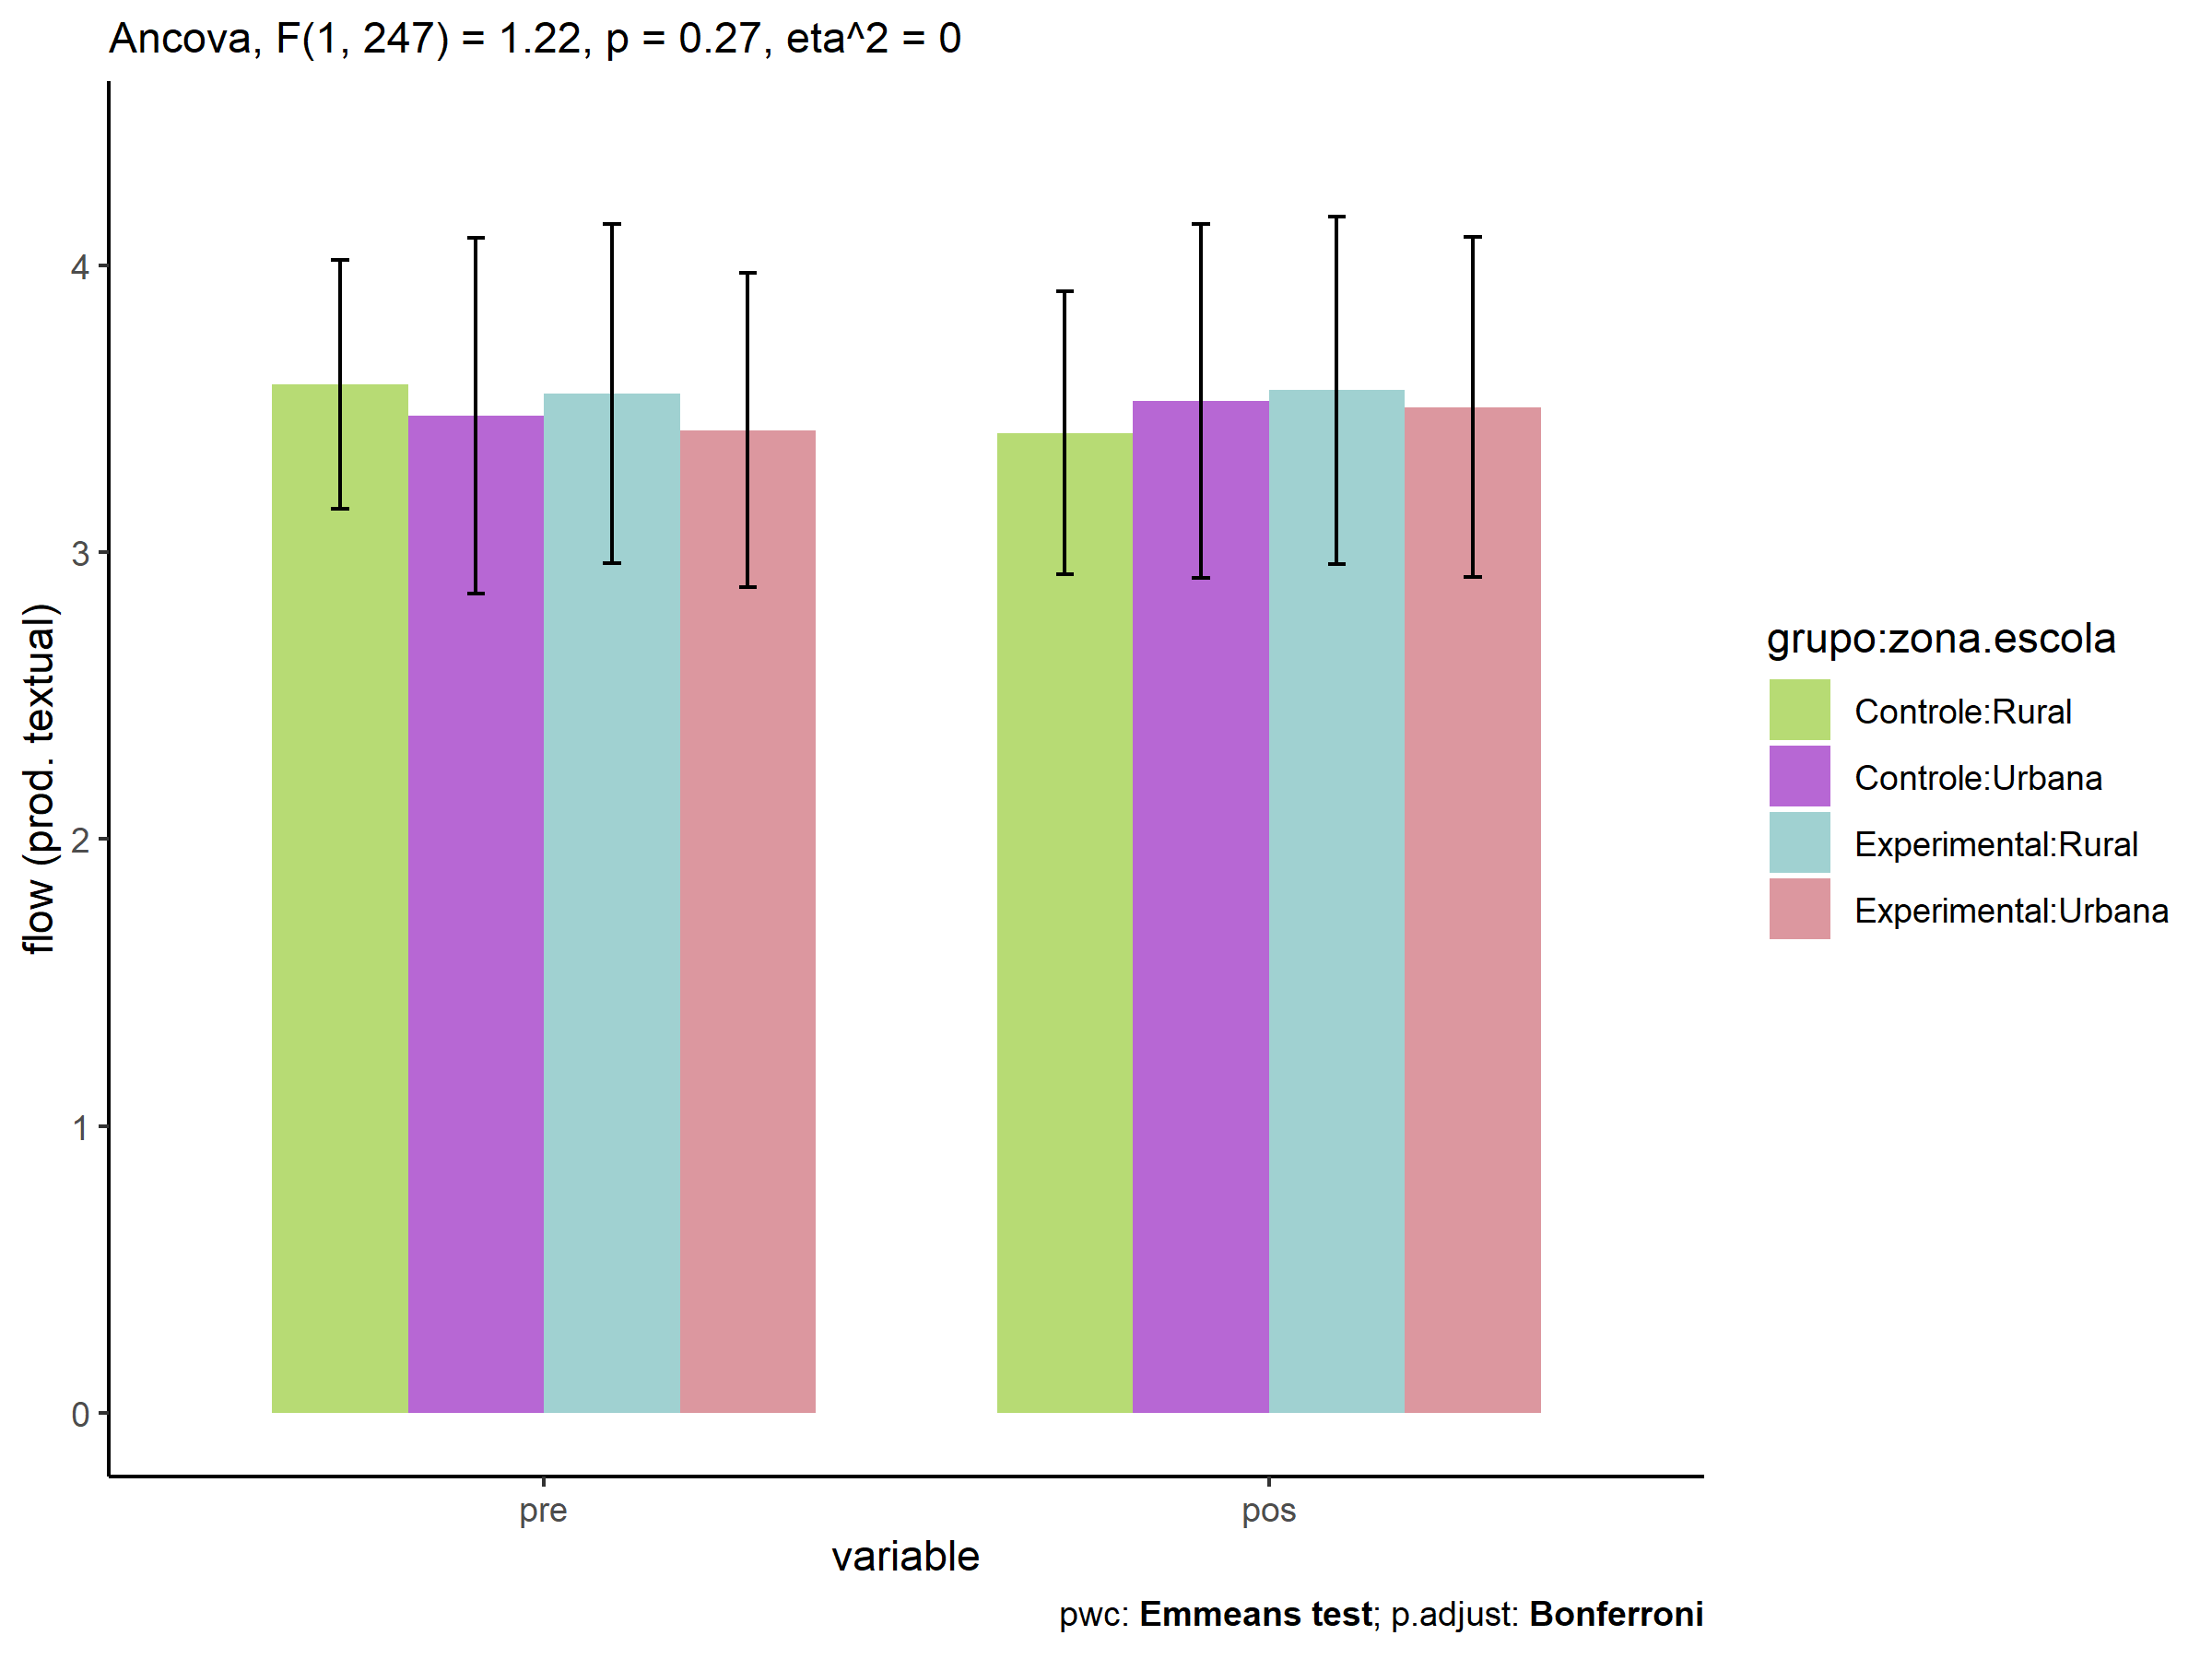 Ancova, F(1, 247) = 1.22, p = 0.27, eta^2 = 0
flow (prod. textual)
4
3
2
1
0
pre
pos
variable
grupo:zona.escola
Controle:Rural
Controle:Urbana
Experimental:Rural
Experimental:Urbana
pwc: Emmeans test; p.adjust: Bonferroni